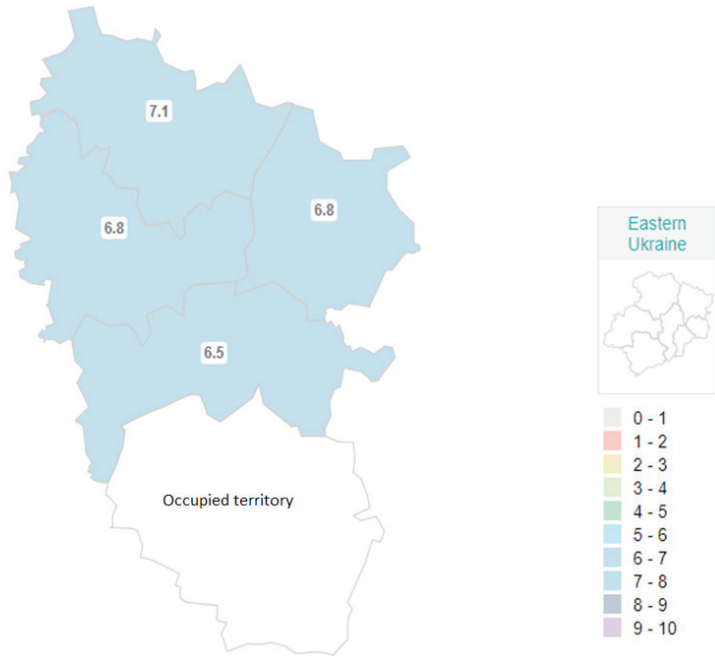 7.1
6.8
6.8
6.5
Occupied territory
Eastern
Ukraine
0 - 1
1 - 2
2 - 3
3 - 4
4 - 5
5 - 6
6 - 7
7 - 8
8 - 9
9 - 10